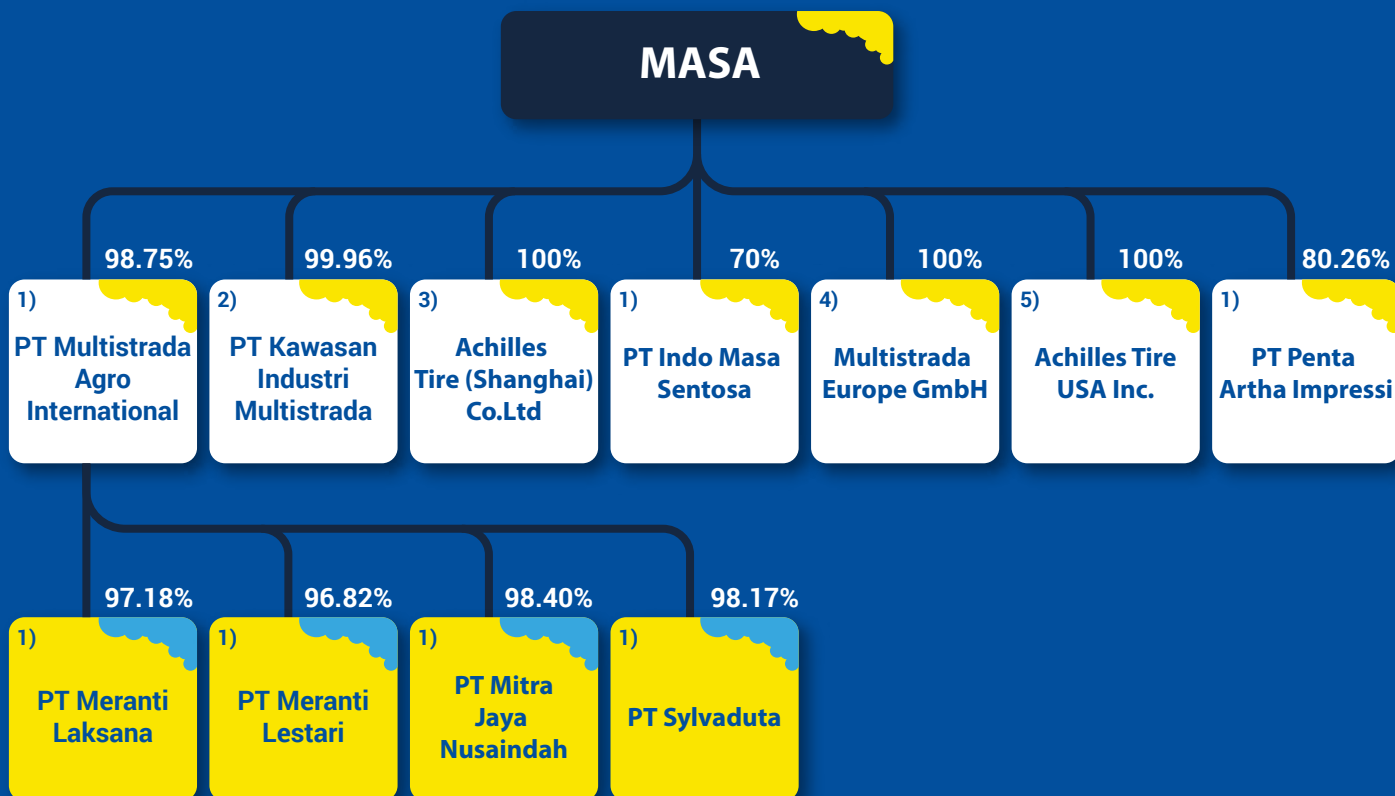 MASA
98.75%
99.96%
100%
70%
100%
100%
80.26%
1)
PT Multistrada
Agro
International
2)
PT Kawasan
Industri
Multistrada
3)
Achilles
Tire (Shanghai)
Co.Ltd
1)
PT Indo Masa
Sentosa
4)
Multistrada
Europe GmbH
5)
Achilles Tire
USA Inc.
1)
PT Penta
Artha Impressi
97.18%
96.82%
98.40%
98.17%
1)
PT Meranti
Laksana
1)
PT Meranti
Lestari
1)
PT Mitra
Jaya
Nusaindah
1)
PT Sylvaduta